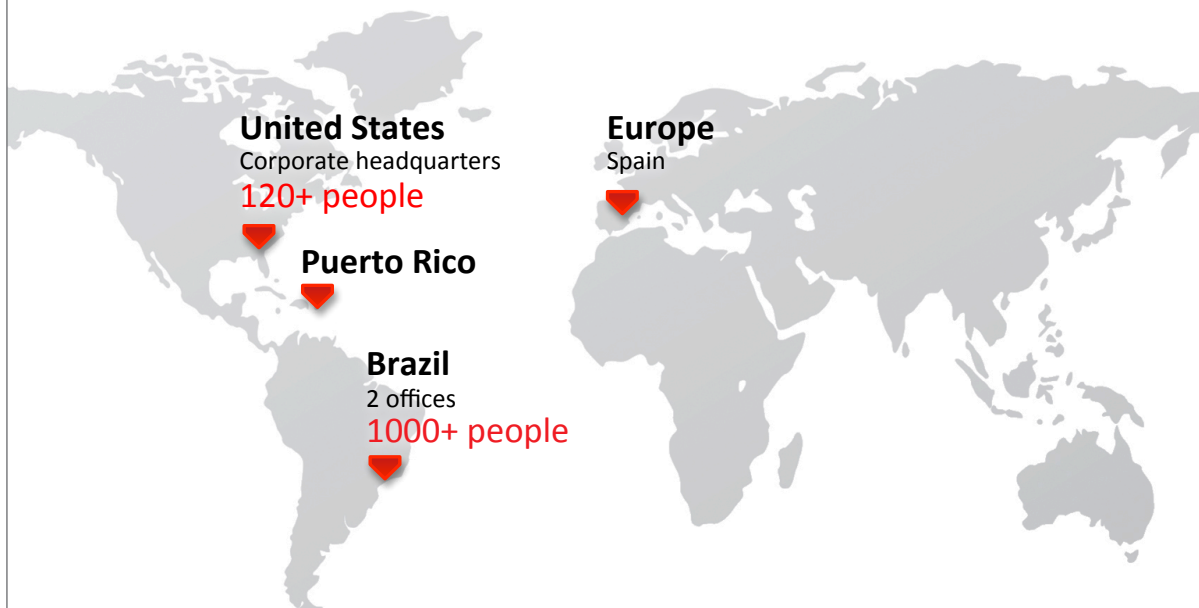 United States
Corporate headquarters
120+ people
Europe
Spain
Puerto Rico
Brazil
2 offices
1000+ people